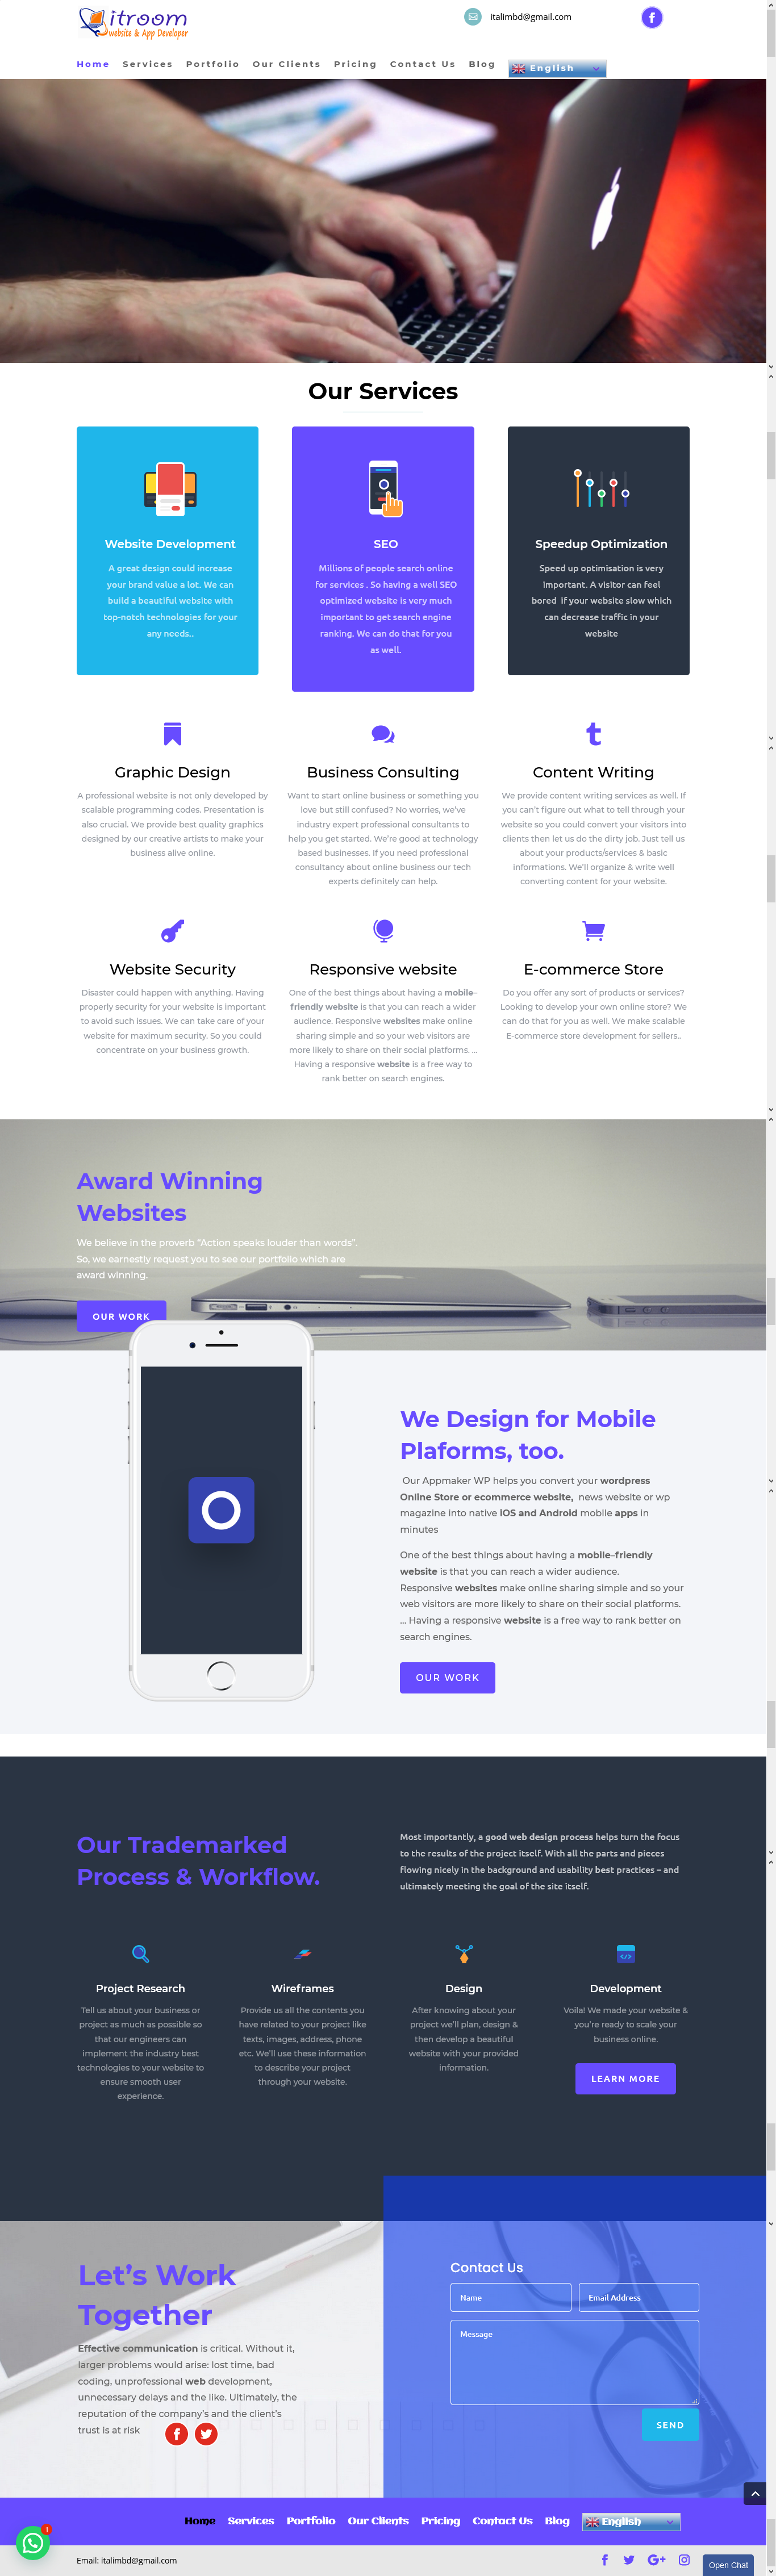 itroom
website & App Developer
italimbd@gmail.com
Home Services Portfolio Our Clients Pricing Contact Us Blog English
Our Services
Website Development
A great design could increase
your brand value a lot. We can
build a beautiful website with
top-notch technologies for your
any needs..
SEO
Millions of people search online
for services . So having a well SEO
optimized website is very much
important to get search engine
ranking. We can do that for you
as well.
Speedup Optimization
Speed up optimisation is very
important. A visitor can feel
bored if your website slow which
can decrease traffic in your
website
Graphic Design
A professional website is not only developed by
scalable programming codes. Presentation is
also crucial. We provide best quality graphics
designed by our creative artists to make your
business alive online.
Business Consulting
Want to start online business or something you
love but still confused? No worries, we've
industry expert professional consultants to
help you get started. We're good at technology
based businesses. If you need professional
consultancy about online business our tech
experts definitely can help.
Content Writing
We provide content writing services as well. If
you can't figure out what to tell through your
website so you could convert your visitors into
clients then let us do the dirty job. Just tell us
about your products/services & basic
informations. We'll organize & write well
converting content for your website.
Website Security
Disaster could happen with anything. Having
properly security for your website is important
to avoid such issues. We can take care of your
website for maximum security. So you could
concentrate on your business growth.
Responsive website
One of the best things about having a mobile–
friendly website is that you can reach a wider
audience. Responsive websites make online
sharing simple and so your web visitors are
more likely to share on their social platforms. ...
Having a responsive website is a free way to
rank better on search engines.
E-commerce Store
Do you offer any sort of products or services?
Looking to develop your own online store? We
can do that for you as well. We make scalable
E-commerce store development for sellers..
Award Winning
Websites
We believe in the proverb “Action speaks louder than words”.
So, we earnestly request you to see our portfolio which are
award winning.
OUR WORK
We Design for Mobile
Plaforms, too.
Our Appmaker WP helps you convert your wordpress
Online Store or ecommerce website, news website or wp
magazine into native iOS and Android mobile apps in
minutes
One of the best things about having a mobile–friendly
website is that you can reach a wider audience.
Responsive websites make online sharing simple and so your
web visitors are more likely to share on their social platforms.
... Having a responsive website is a free way to rank better on
search engines.
OUR WORK
Our Trademarked
Process & Workflow.
Most importantly, a good web design process helps turn the focus
to the results of the project itself. With all the parts and pieces
flowing nicely in the background and usability best practices – and
ultimately meeting the goal of the site itself.
Project Research
Tell us about your business or
project as much as possible so
that our engineers can
implement the industry best
technologies to your website to
ensure smooth user
experience.
Wireframes
Provide us all the contents you
have related to your project like
texts, images, address, phone
etc. We'll use these information
to describe your project
through your website.
Design
After knowing about your
project we'll plan, design &
then develop a beautiful
website with your provided
information.
Development
Voila! We made your website &
you're ready to scale your
business online.
LEARN MORE
Let's Work
Together
Effective communication is critical. Without it,
larger problems would arise: lost time, bad
coding, unprofessional web development,
unnecessary delays and the like. Ultimately, the
reputation of the company's and the client's
trust is at risk
Contact Us
Name Email Address
Message
SEND
Home Services Portfolio Our Clients Pricing Contact Us Blog English
1
Email: italimbd@gmail.com
Open Chat